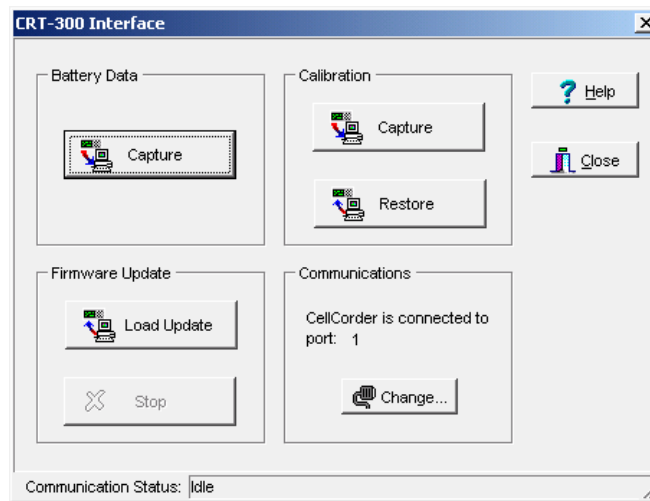 CRT-300 Interface
Battery Data
Capture
Calibration
Capture
Restore
Help
Close
Firmware Update
Load Update
Stop
Communications
CellCorder is connected to
port: 1
Change...
Communication Status: Idle